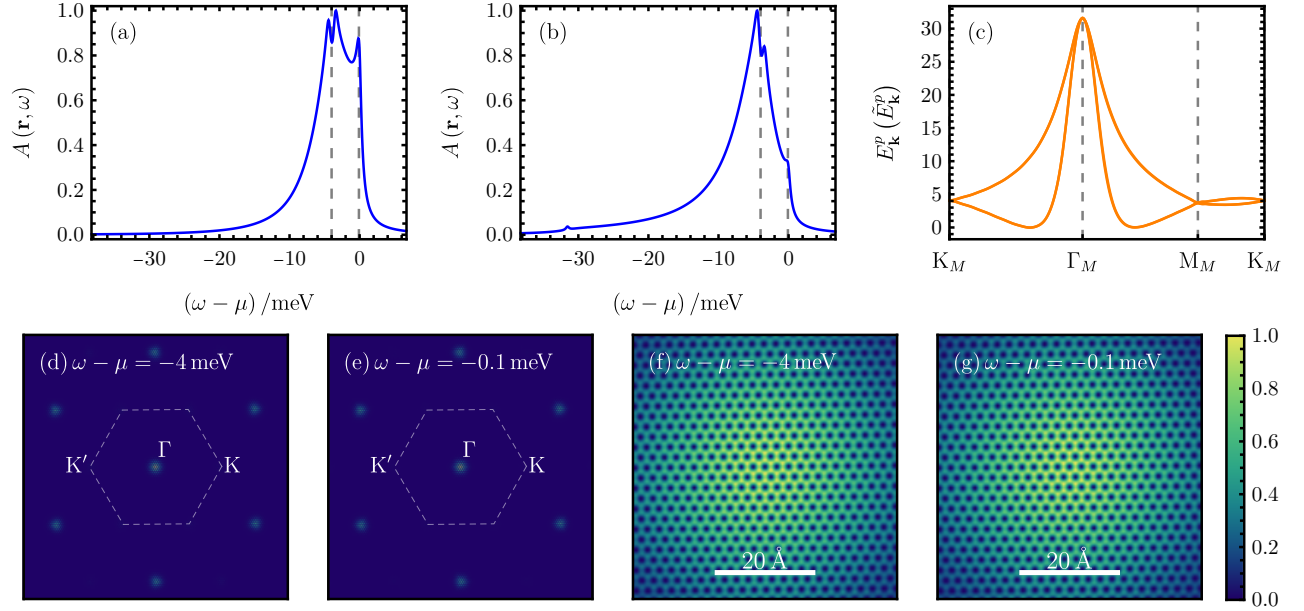 (a)
A (r, ω)
1.0
0.8
0.6
0.4
0.2
0.0
−30 −20 −10 0
(ω − μ) /meV
(b)
A (r, ω)
1.0
0.8
0.6
0.4
0.2
0.0
−30 −20 −10 0
(ω − μ) /meV
(c)
E_k^p (Ẽ_k^p)
30
25
20
15
10
5
0
K_M Γ_M M_M K_M
(d) ω − μ = −4 meV
Γ
K′ K
(e) ω − μ = −0.1 meV
Γ
K′ K
(f) ω − μ = −4 meV
20 Å
(g) ω − μ = −0.1 meV
20 Å
1.0
0.8
0.6
0.4
0.2
0.0